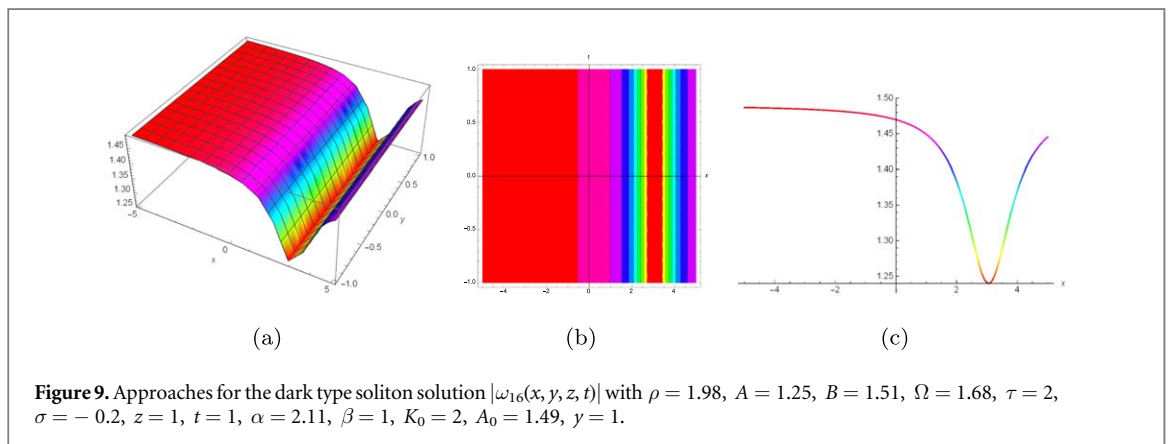 1.45
1.40
1.35
1.30
1.25
−5
0
x
5
−1.0
−0.5
0.0
y
0.5
1.0
(a)
t
1.0
0.5
0.0
x
−0.5
−1.0
−4 −2 0 2 4
(b)
1.50
1.45
1.40
1.35
1.30
1.25
−4 −2 2 4 x
(c)
Figure 9. Approaches for the dark type soliton solution |ω₁₆(x, y, z, t)| with ρ = 1.98, A = 1.25, B = 1.51, Ω = 1.68, τ = 2,
σ = − 0.2, z = 1, t = 1, α = 2.11, β = 1, K₀ = 2, A₀ = 1.49, y = 1.